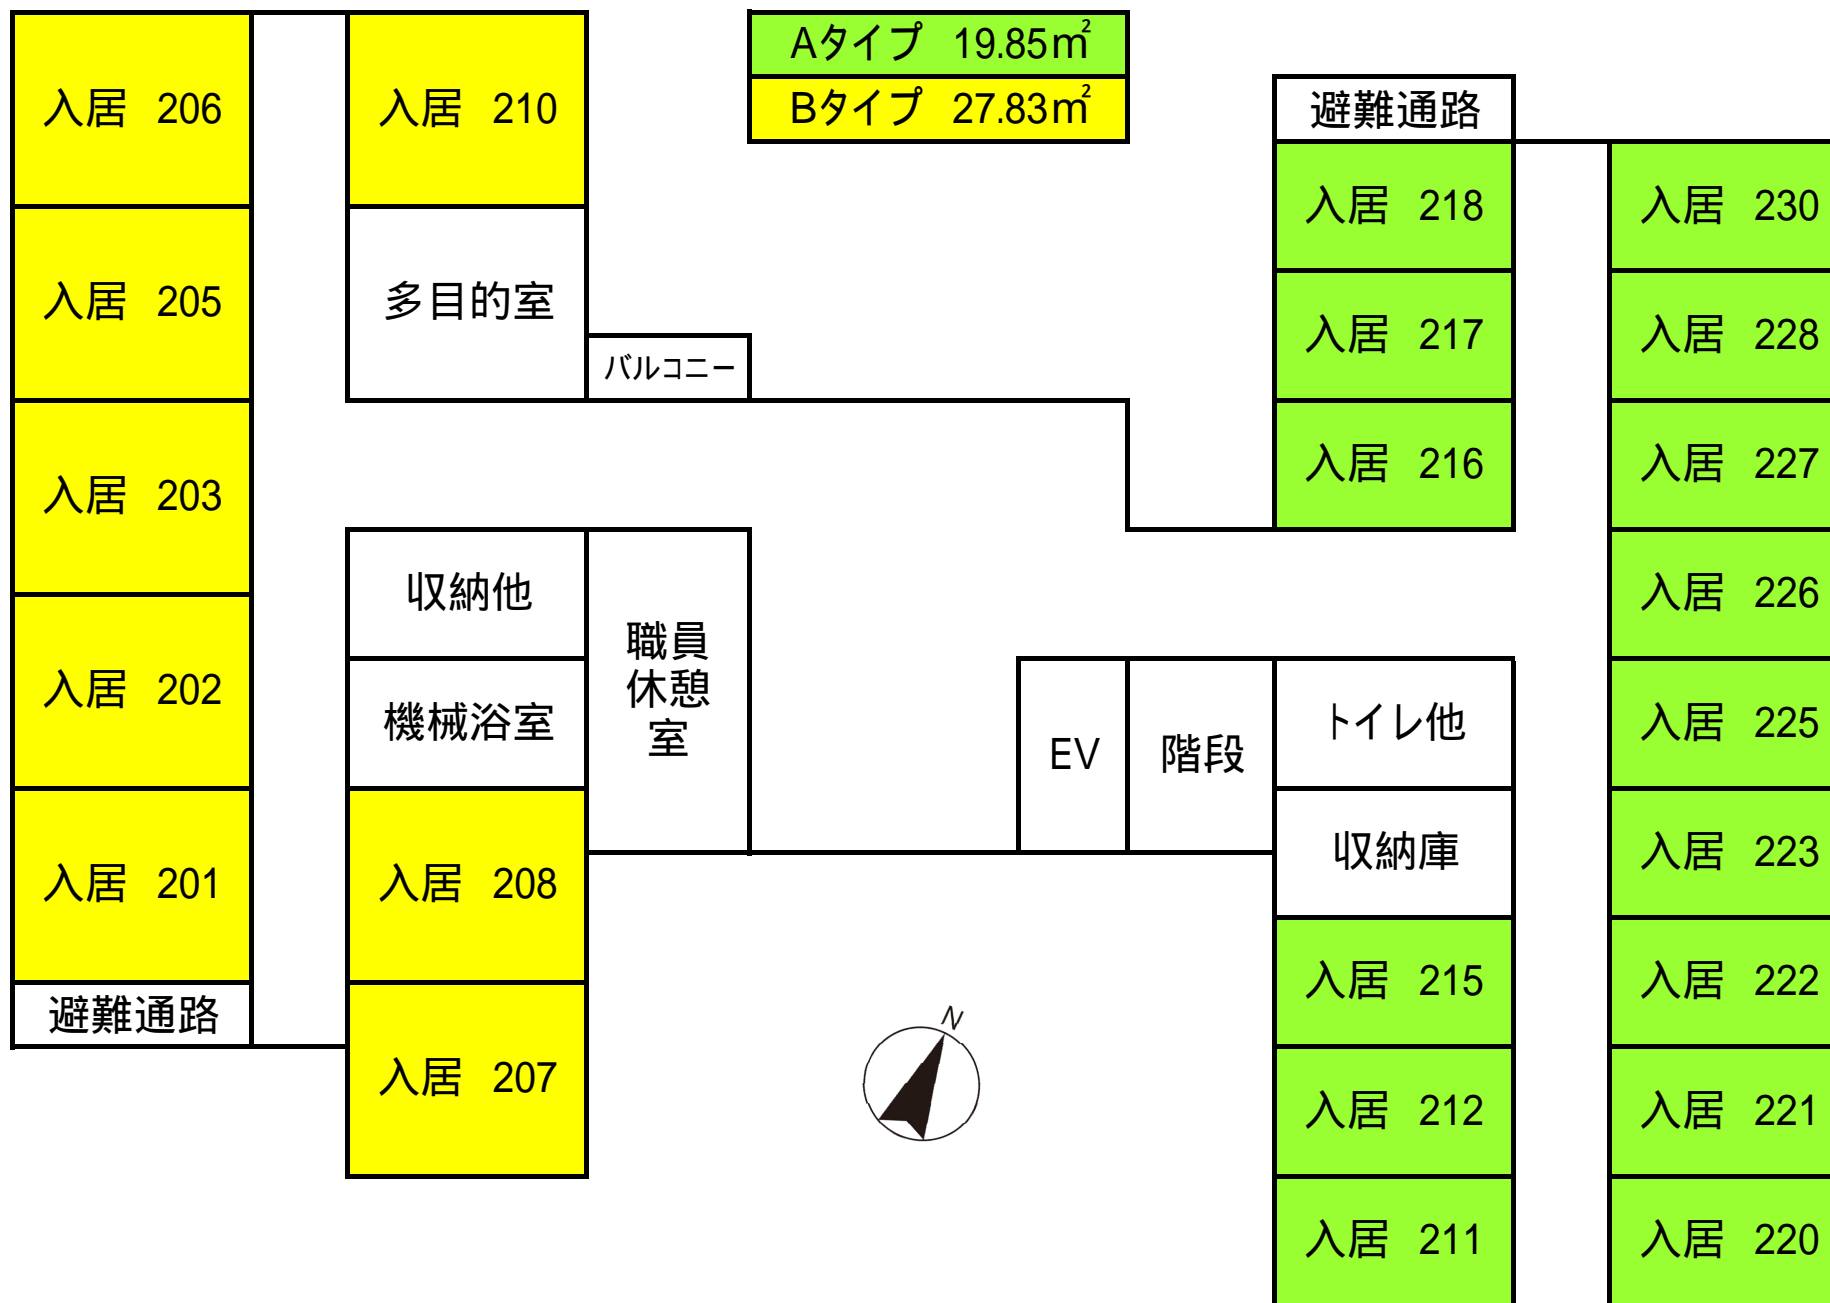 Aタイプ 19.85㎡
Bタイプ 27.83㎡
入居 206
入居 210
避難通路
入居 218
入居 230
入居 205
多目的室
バルコニー
入居 217
入居 228
入居 203
入居 216
入居 227
収納他
職員
休憩
室
入居 226
入居 202
機械浴室
EV
階段
トイレ他
入居 225
入居 201
入居 208
収納庫
入居 223
避難通路
入居 207
N
入居 215
入居 222
入居 212
入居 221
入居 211
入居 220